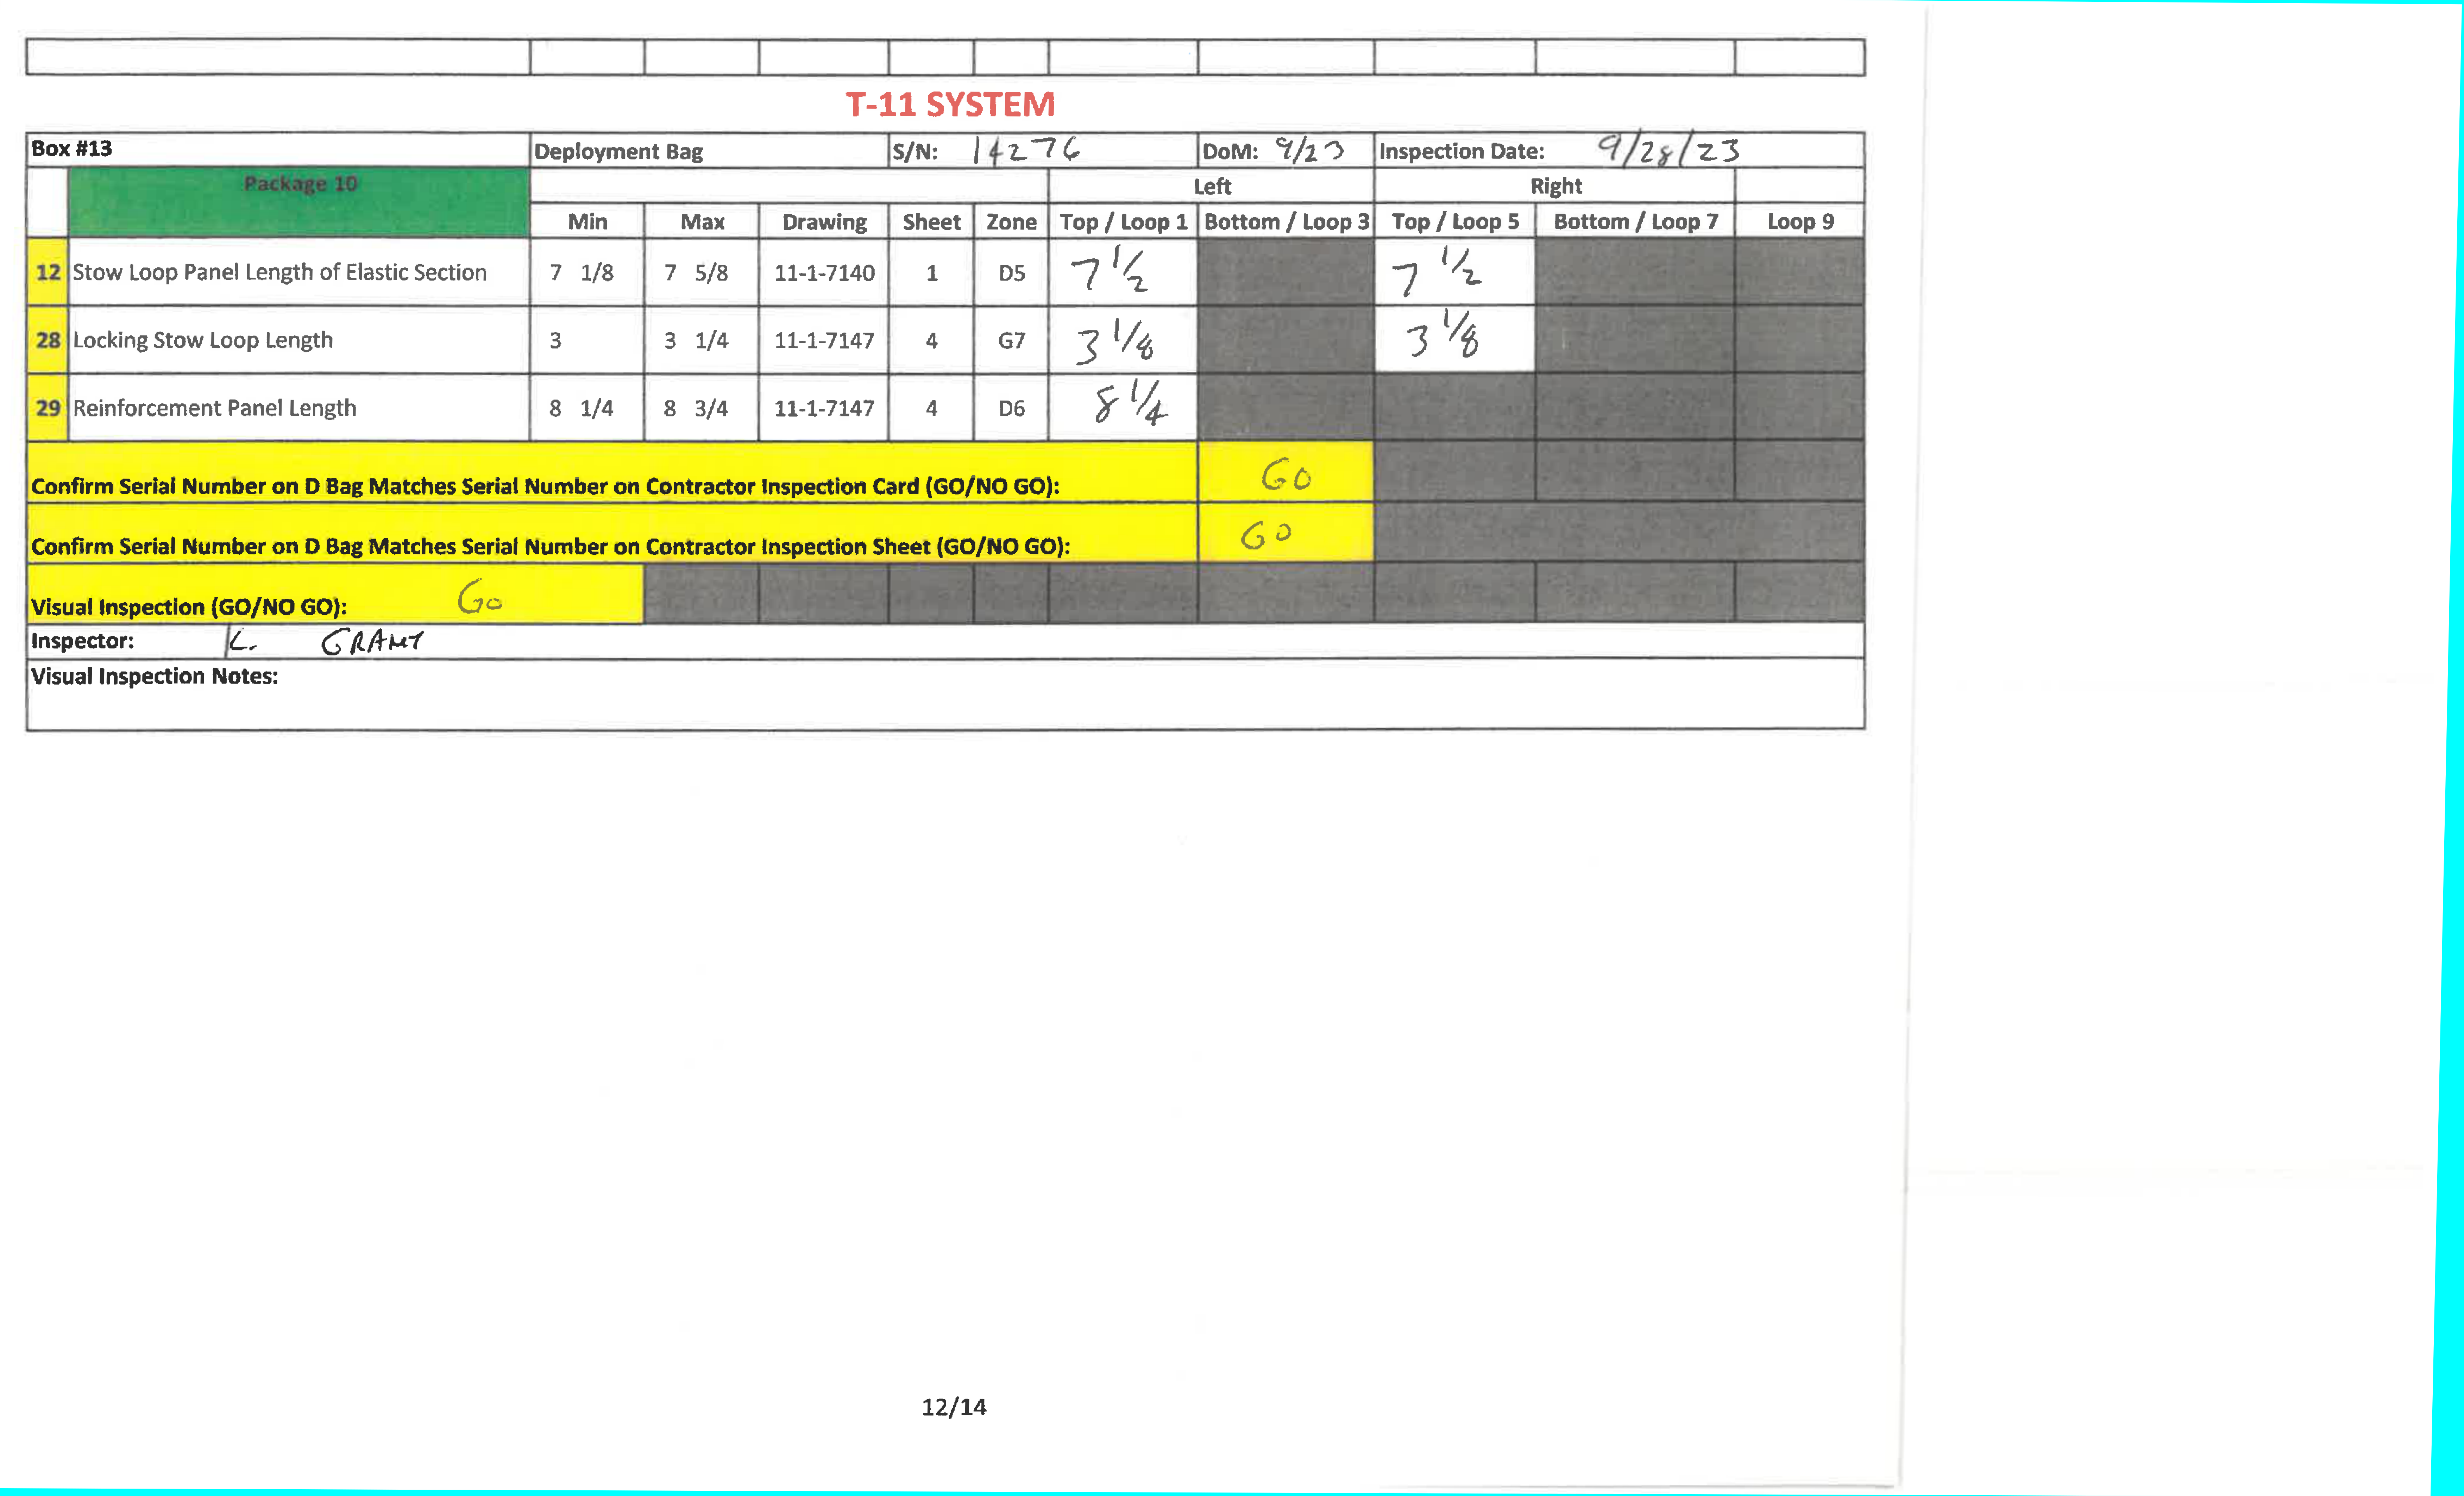 T-11 SYSTEM
Box #13 Deployment Bag S/N: 14276 DoM: 9/23 Inspection Date: 9/28/23
Package 10 Left Right
Min Max Drawing Sheet Zone Top / Loop 1 Bottom / Loop 3 Top / Loop 5 Bottom / Loop 7 Loop 9
12 Stow Loop Panel Length of Elastic Section 7 1/8 7 5/8 11-1-7140 1 D5 7 1/2 7 1/2
28 Locking Stow Loop Length 3 3 1/4 11-1-7147 4 G7 3 1/8 3 1/8
29 Reinforcement Panel Length 8 1/4 8 3/4 11-1-7147 4 D6 8 1/4
Confirm Serial Number on D Bag Matches Serial Number on Contractor Inspection Card (GO/NO GO): GO
Confirm Serial Number on D Bag Matches Serial Number on Contractor Inspection Sheet (GO/NO GO): GO
Visual Inspection (GO/NO GO): Go
Inspector: L. GRANT
Visual Inspection Notes:
12/14